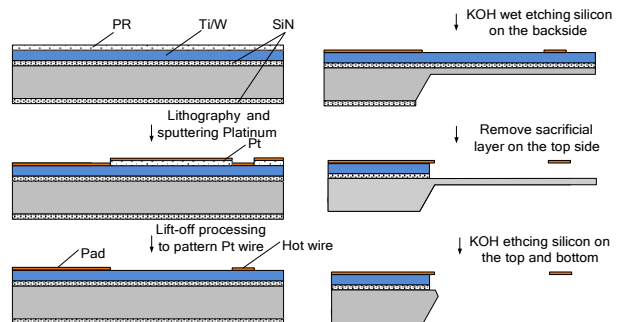 PR
Ti/W
SiN
Lithography and
sputtering Platinum
Pt
Lift-off processing
to pattern Pt wire
Pad
Hot wire
KOH wet etching silicon
on the backside
Remove sacrificial
layer on the top side
KOH ethcing silicon on
the top and bottom